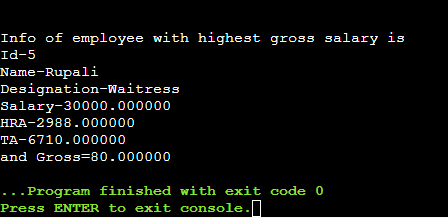 Info of employee with highest gross salary is
Id-5
Name-Rupali
Designation-Waitress
Salary-30000.000000
HRA-2988.000000
TA-6710.000000
and Gross=80.000000
...Program finished with exit code 0
Press ENTER to exit console.